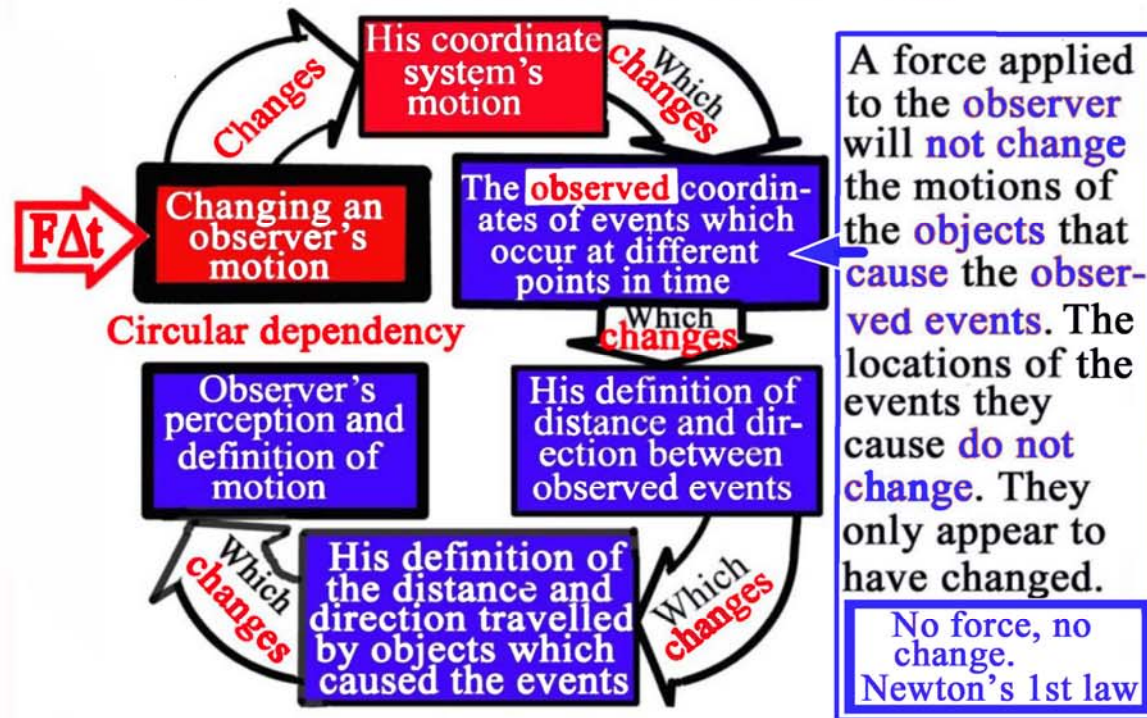 FΔt
Changing an
observer's
motion
Changes
His coordinate
system's
motion
Which
changes
The observed coordin-
ates of events which
occur at different
points in time
Which
changes
His definition of
distance and dir-
ection between
observed events
Which
changes
His definition of
the distance and
direction travelled
by objects which
caused the events
Which
changes
Observer's
perception and
definition of
motion
Circular dependency
A force applied
to the observer
will not change
the motions of
the objects that
cause the obser-
ved events. The
locations of the
events they
cause do not
change. They
only appear to
have changed.
No force, no
change.
Newton's 1st law